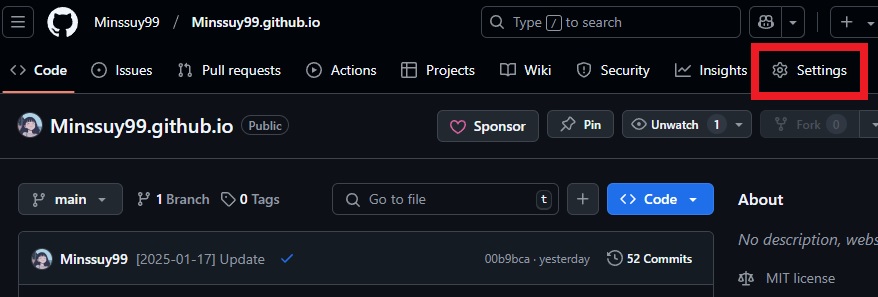 Minssuy99 / Minssuy99.github.io Type / to search
Code Issues Pull requests Actions Projects Wiki Security Insights Settings
Minssuy99.github.io Public Sponsor Pin Unwatch 1 Fork 0
main 1 Branch 0 Tags Go to file t Code About
No description, webs
Minssuy99 [2025-01-17] Update 00b9bca · yesterday 52 Commits
MIT license